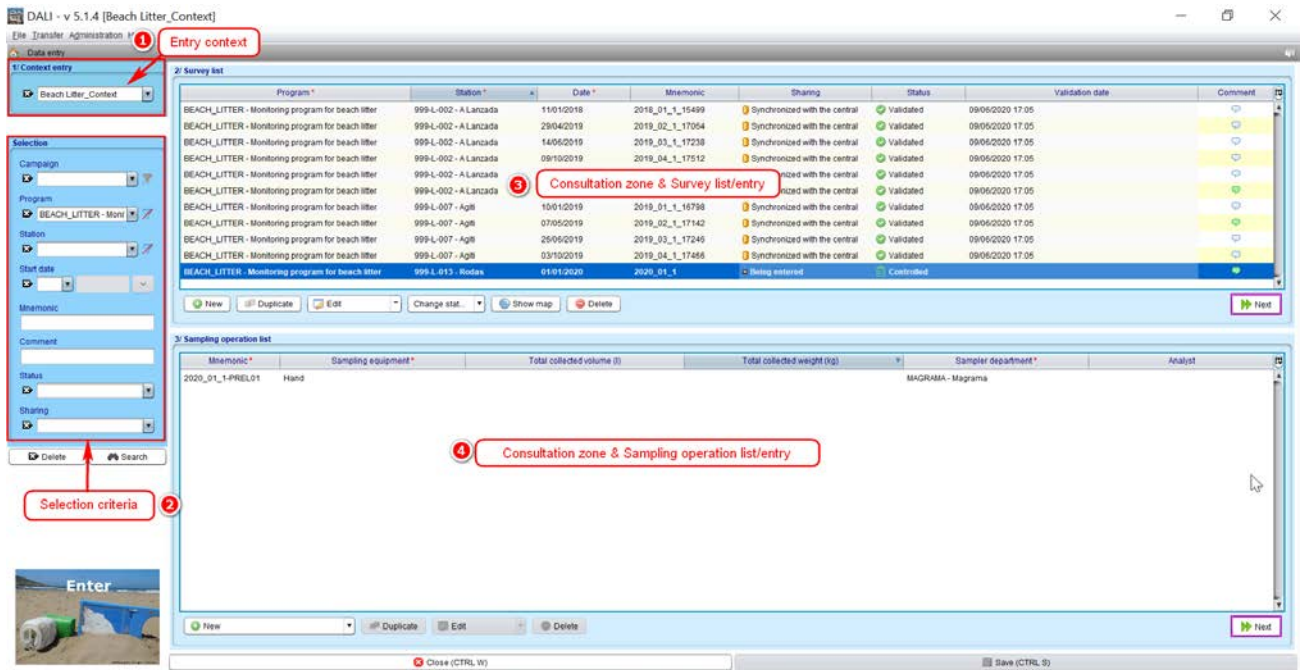 DALI - v 5.1.4 [Beach Litter_Context]
File Transfer Administration
1 Entry context
Data entry
1/ Context entry
Beach Litter_Context
Selection
Campaign
Program
BEACH_LITTER - Moni
Station
Start date
Mnemonic
Comment
Status
Sharing
Delete Search
Selection criteria 2
Enter
2/ Survey list
Program * Station * Date * Mnemonic Sharing Status Validation date Comment
BEACH_LITTER - Monitoring program for beach litter 999-L-002 - A Lanzada 11/01/2018 2018_01_1_15499 Synchronized with the central Validated 09/06/2020 17:05
BEACH_LITTER - Monitoring program for beach litter 999-L-002 - A Lanzada 29/04/2019 2019_02_1_17064 Synchronized with the central Validated 09/06/2020 17:05
BEACH_LITTER - Monitoring program for beach litter 999-L-002 - A Lanzada 14/06/2019 2019_03_1_17238 Synchronized with the central Validated 09/06/2020 17:05
BEACH_LITTER - Monitoring program for beach litter 999-L-002 - A Lanzada 09/10/2019 2019_04_1_17512 Synchronized with the central Validated 09/06/2020 17:05
BEACH_LITTER - Monitoring program for beach litter 999-L-002 - A Lanzada nchronized with the central Validated 09/06/2020 17:05
3 Consultation zone & Survey list/entry
BEACH_LITTER - Monitoring program for beach litter 999-L-002 - A Lanzada nchronized with the central Validated 09/06/2020 17:05
BEACH_LITTER - Monitoring program for beach litter 999-L-007 - Agiti 10/01/2019 2019_01_1_16798 Synchronized with the central Validated 09/06/2020 17:05
BEACH_LITTER - Monitoring program for beach litter 999-L-007 - Agiti 07/05/2019 2019_02_1_17142 Synchronized with the central Validated 09/06/2020 17:05
BEACH_LITTER - Monitoring program for beach litter 999-L-007 - Agiti 26/06/2019 2019_03_1_17246 Synchronized with the central Validated 09/06/2020 17:05
BEACH_LITTER - Monitoring program for beach litter 999-L-007 - Agiti 03/10/2019 2019_04_1_17466 Synchronized with the central Validated 09/06/2020 17:05
BEACH_LITTER - Monitoring program for beach litter 999-L-013 - Rodas 01/01/2020 2020_01_1 Being entered Controlled
New Duplicate Edit Change stat... Show map Delete Next
3/ Sampling operation list
Mnemonic * Sampling equipment * Total collected volume (l) Total collected weight (kg) Sampler department * Analyst
2020_01_1-PREL01 Hand MAGRAMA - Magrama
4 Consultation zone & Sampling operation list/entry
New Duplicate Edit Delete Next
Close (CTRL W) Save (CTRL S)